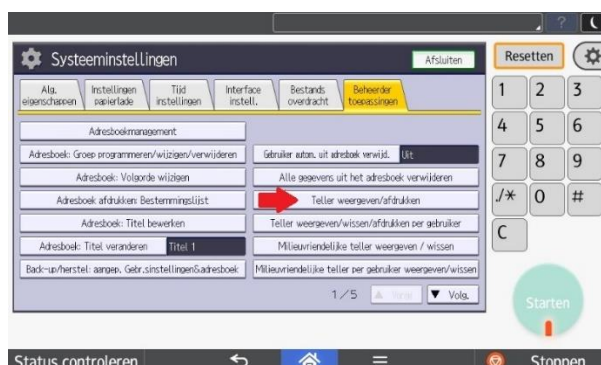 ?
Systeeminstellingen
Afsluiten
Resetten
Alg. eigenschappen
Instellingen papierlade
Tijd instellingen
Interface instell.
Bestands overdracht
Beheerder toepassingen
Adresboekmanagement
Adresboek: Groep programmeren/wijzigen/verwijderen
Gebruiker autom. uit adresboek verwijd.
Uit
Adresboek: Volgorde wijzigen
Alle gegevens uit het adresboek verwijderen
Adresboek afdrukken: Bestemmingslijst
Teller weergeven/afdrukken
Adresboek: Titel bewerken
Teller weergeven/wissen/afdrukken per gebruiker
Adresboek: Titel veranderen
Titel 1
Milieuvriendelijke teller weergeven / wissen
Back-up/herstel: aangep. Gebr.sinstellingen&adresboek
Milieuvriendelijke teller per gebruiker weergeven/wissen
1/5
▼ Volg.
1 2 3
4 5 6
7 8 9
./* 0 #
C
Starten
Status controleren
Stoppen